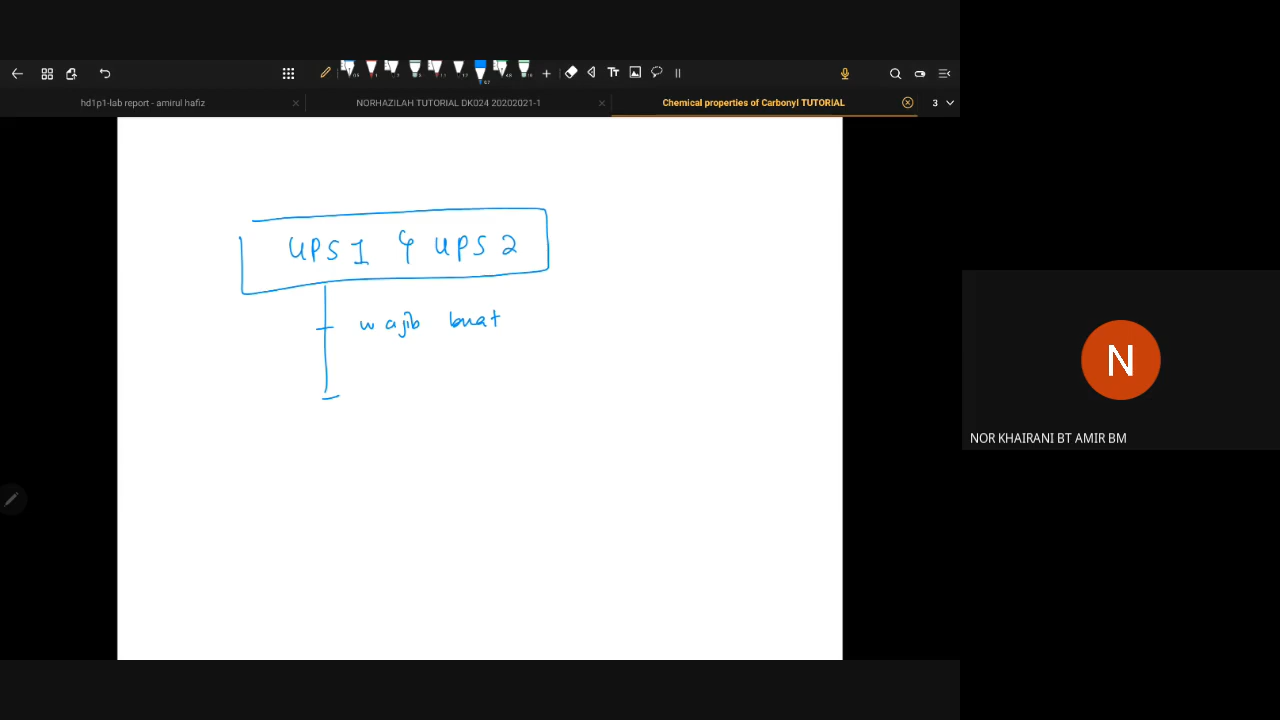 hd1p1-lab report - amirul hafiz
NORHAZILAH TUTORIAL DK024 20202021-1
Chemical properties of Carbonyl TUTORIAL
3
UPS 1 & UPS 2
wajib buat
N
NOR KHAIRANI BT AMIR BM